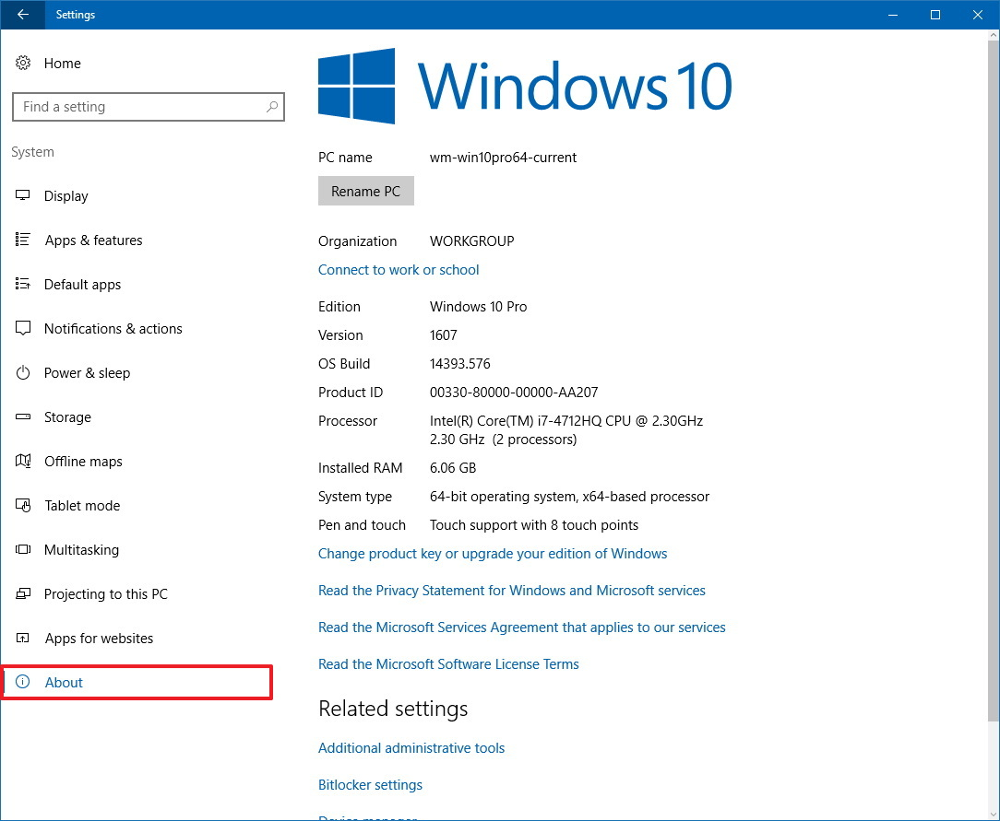 Settings
Home
Find a setting
System
Display
Apps & features
Default apps
Notifications & actions
Power & sleep
Storage
Offline maps
Tablet mode
Multitasking
Projecting to this PC
Apps for websites
About
Windows 10
PC name wm-win10pro64-current
Rename PC
Organization WORKGROUP
Connect to work or school
Edition Windows 10 Pro
Version 1607
OS Build 14393.576
Product ID 00330-80000-00000-AA207
Processor Intel(R) Core(TM) i7-4712HQ CPU @ 2.30GHz
2.30 GHz (2 processors)
Installed RAM 6.06 GB
System type 64-bit operating system, x64-based processor
Pen and touch Touch support with 8 touch points
Change product key or upgrade your edition of Windows
Read the Privacy Statement for Windows and Microsoft services
Read the Microsoft Services Agreement that applies to our services
Read the Microsoft Software License Terms
Related settings
Additional administrative tools
Bitlocker settings
Device manager